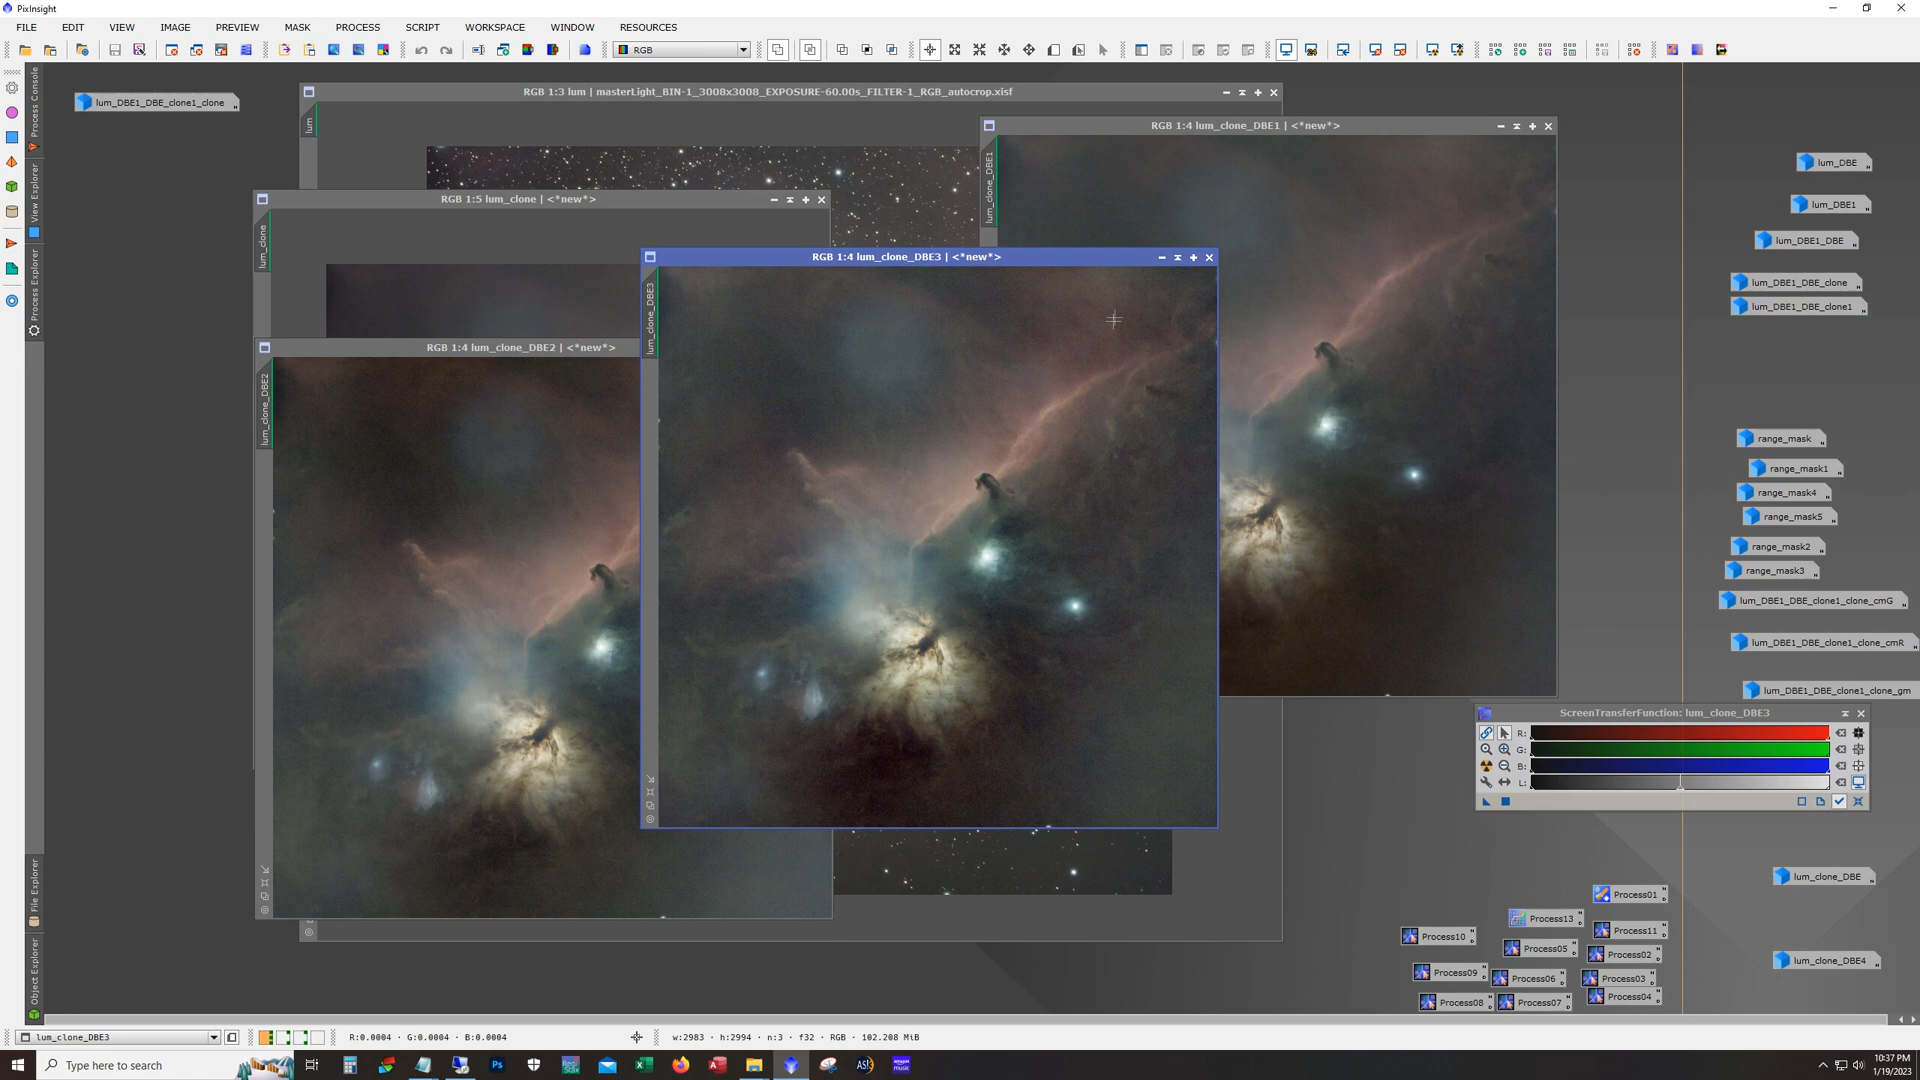 PixInsight
FILE EDIT VIEW IMAGE PREVIEW MASK PROCESS SCRIPT WORKSPACE WINDOW RESOURCES
RGB
Process Console
View Explorer
Process Explorer
File Explorer
Object Explorer
lum_DBE1_DBE_clone1_clone
RGB 1:3 lum | masterLight_BIN-1_3008x3008_EXPOSURE-60.00s_FILTER-1_RGB_autocrop.xisf
lum
RGB 1:4 lum_clone_DBE1 | <*new*>
lum_clone_DBE1
RGB 1:5 lum_clone | <*new*>
lum_clone
RGB 1:4 lum_clone_DBE3 | <*new*>
lum_clone_DBE3
RGB 1:4 lum_clone_DBE2 | <*new*>
lum_clone_DBE2
lum_DBE
lum_DBE1
lum_DBE1_DBE
lum_DBE1_DBE_clone
lum_DBE1_DBE_clone1
range_mask
range_mask1
range_mask4
range_mask5
range_mask2
range_mask3
lum_DBE1_DBE_clone1_clone_cmG
lum_DBE1_DBE_clone1_clone_cmR
lum_DBE1_DBE_clone1_clone_gm
ScreenTransferFunction: lum_clone_DBE3
R:
G:
B:
L:
lum_clone_DBE
Process01
Process13
Process11
Process10
Process05
Process02
lum_clone_DBE4
Process09
Process06
Process03
Process04
Process08
Process07
lum_clone_DBE3
R:0.0004 · G:0.0004 · B:0.0004
w:2983 · h:2994 · n:3 · f32 · RGB · 102.208 MiB
Type here to search
Ps
amazon music
10:37 PM
1/19/2023